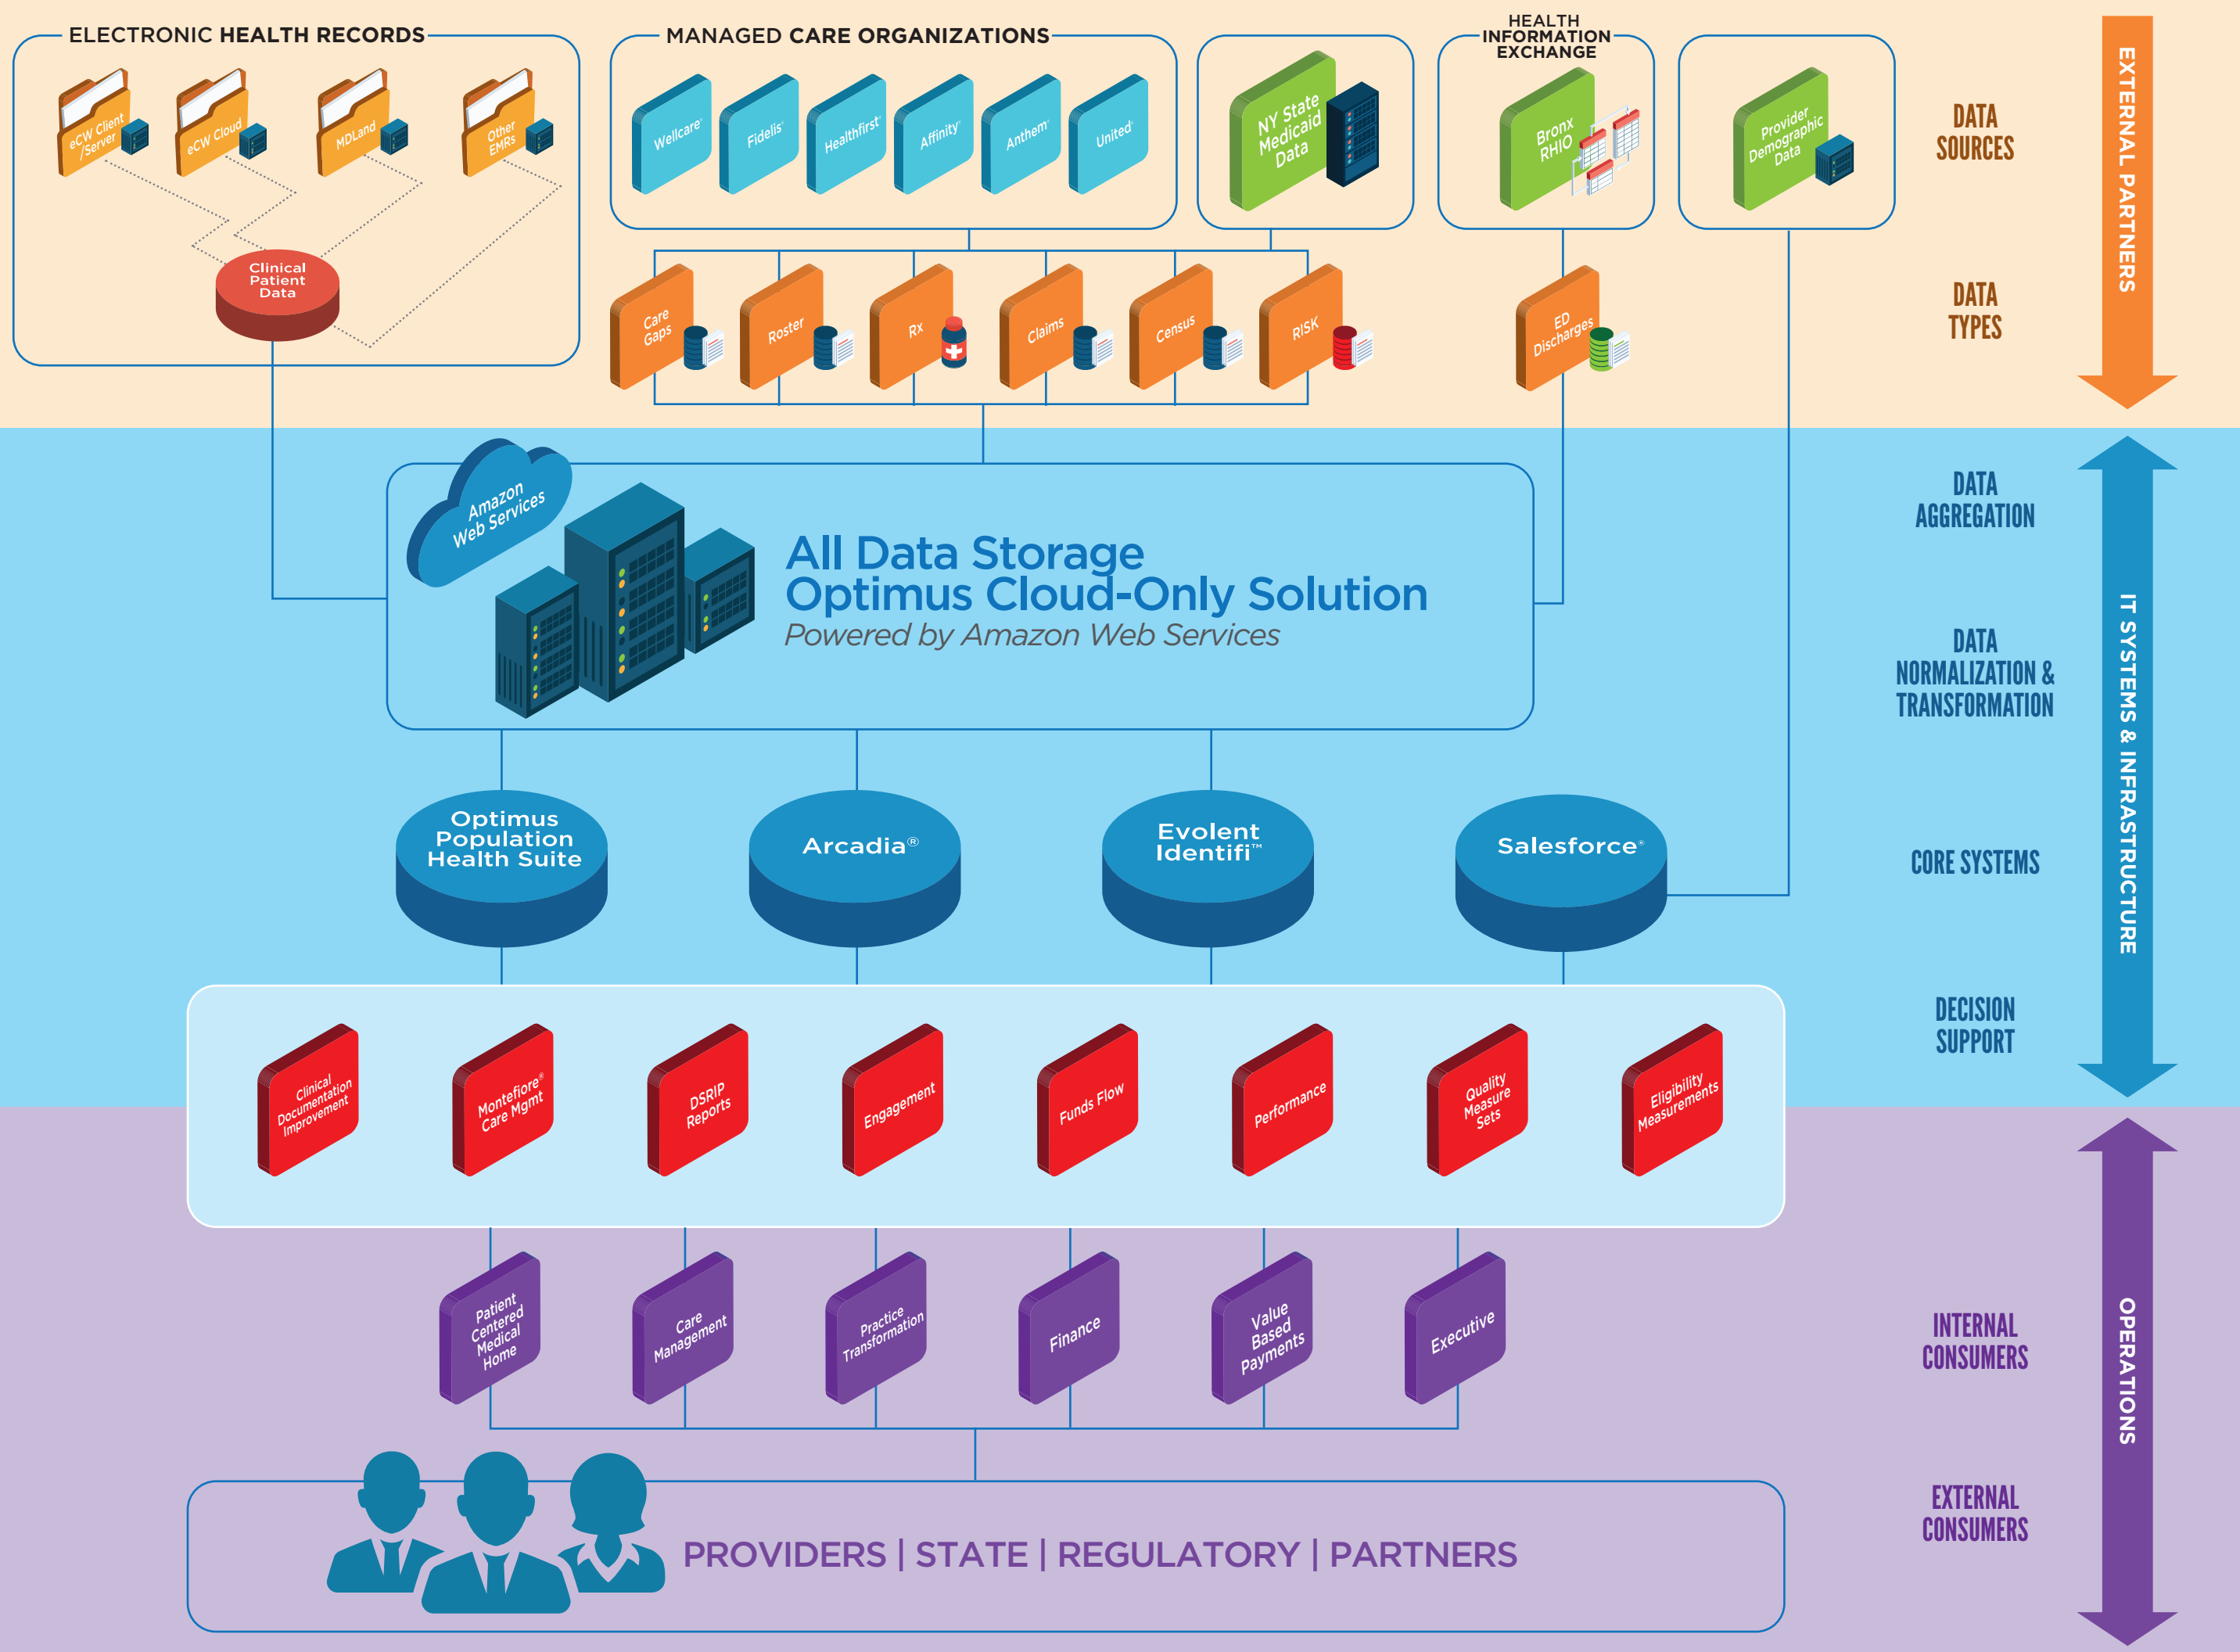 ELECTRONIC HEALTH RECORDS
eCW Client
/Server
eCW Cloud
MDLand
Other
EMRs
Clinical
Patient
Data
MANAGED CARE ORGANIZATIONS
Wellcare®
Fidelis®
Healthfirst®
Affinity®
Anthem®
United®
NY State
Medicaid
Data
HEALTH
INFORMATION
EXCHANGE
Bronx
RHIO
Provider
Demographic
Data
DATA
SOURCES
EXTERNAL PARTNERS
Care
Gaps
Roster
Rx
Claims
Census
RISK
ED
Discharges
DATA
TYPES
Amazon
Web Services
All Data Storage
Optimus Cloud-Only Solution
Powered by Amazon Web Services
DATA
AGGREGATION
DATA
NORMALIZATION &
TRANSFORMATION
IT SYSTEMS & INFRASTRUCTURE
Optimus
Population
Health Suite
Arcadia®
Evolent
Identifi™
Salesforce®
CORE SYSTEMS
DECISION
SUPPORT
Clinical
Documentation
Improvement
Montefiore®
Care Mgmt
DSRIP
Reports
Engagement
Funds Flow
Performance
Quality
Measure
Sets
Eligibility
Measurements
Patient
Centered
Medical
Home
Care
Management
Practice
Transformation
Finance
Value
Based
Payments
Executive
INTERNAL
CONSUMERS
OPERATIONS
PROVIDERS | STATE | REGULATORY | PARTNERS
EXTERNAL
CONSUMERS